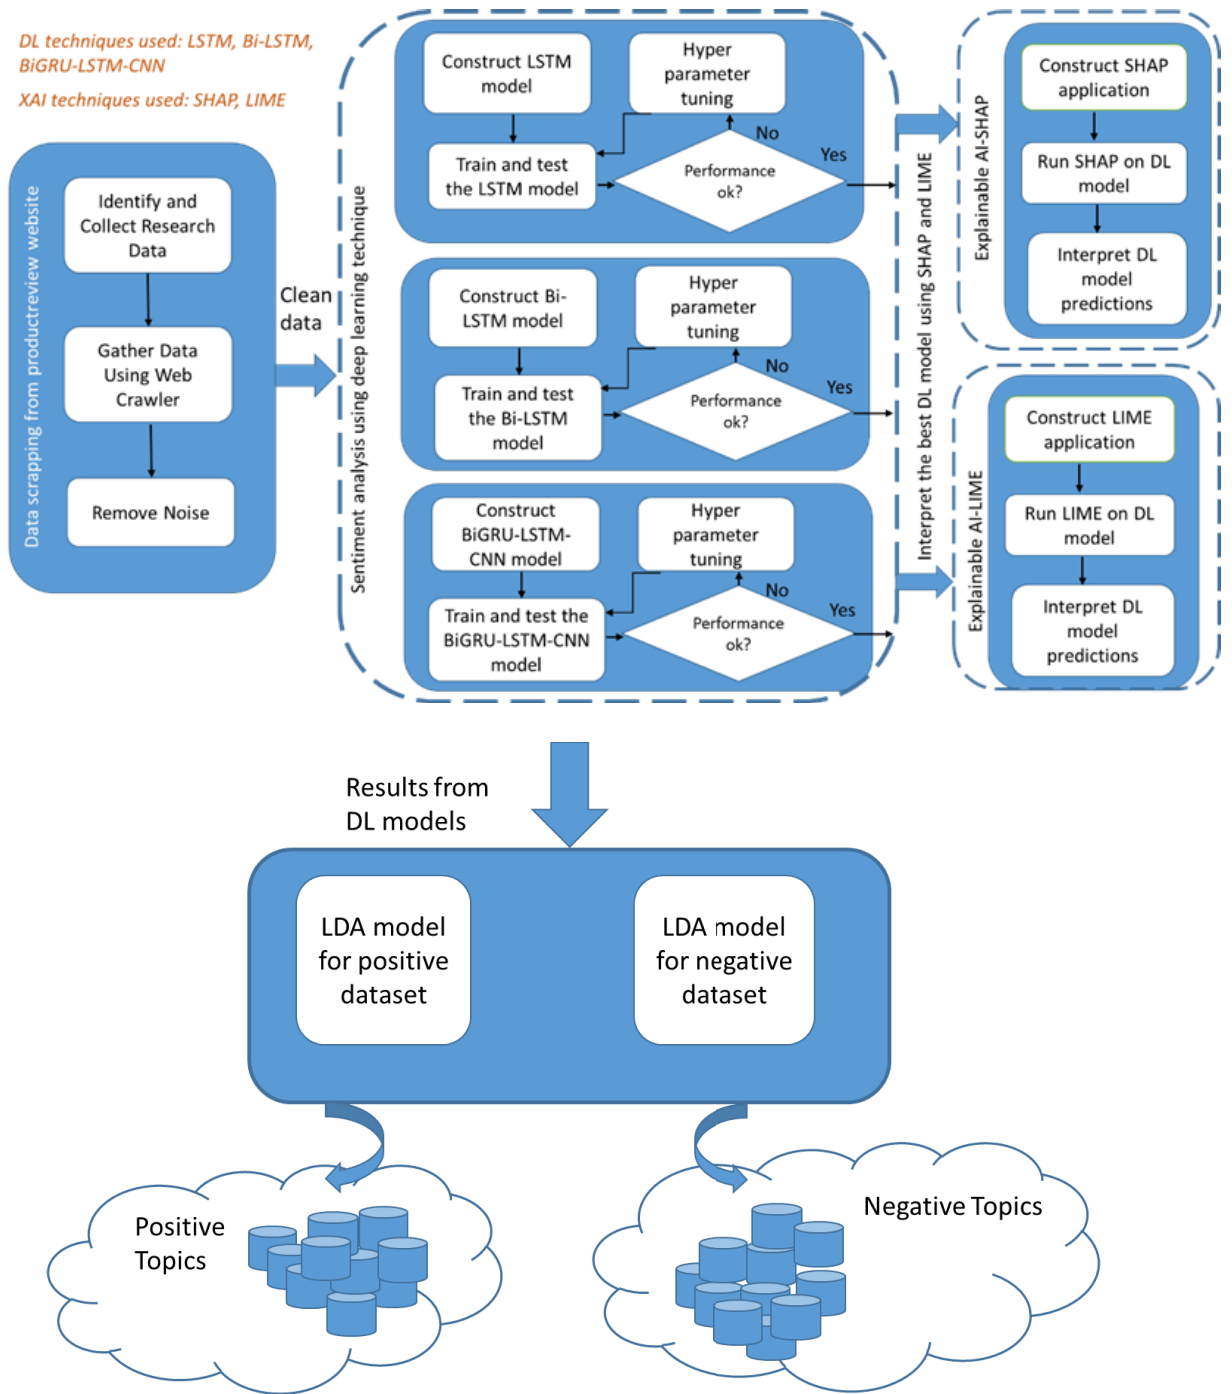 DL techniques used: LSTM, Bi-LSTM,
BiGRU-LSTM-CNN
XAI techniques used: SHAP, LIME
Data scrapping from productreview website
Identify and
Collect Research
Data
Gather Data
Using Web
Crawler
Remove Noise
Clean
data
Sentiment analysis using deep learning technique
Construct LSTM
model
Hyper
parameter
tuning
Train and test
the LSTM model
Performance
ok?
No
Yes
Construct Bi-
LSTM model
Hyper
parameter
tuning
Train and test
the Bi-LSTM
model
Performance
ok?
No
Yes
Construct
BiGRU-LSTM-
CNN model
Hyper
parameter
tuning
Train and test the
BiGRU-LSTM-CNN
model
Performance
ok?
No
Yes
Interpret the best DL model using SHAP and LIME
Explainable AI-SHAP
Construct SHAP
application
Run SHAP on DL
model
Interpret DL
model
predictions
Explainable AI-LIME
Construct LIME
application
Run LIME on DL
model
Interpret DL
model
predictions
Results from
DL models
LDA model
for positive
dataset
LDA model
for negative
dataset
Positive
Topics
Negative Topics